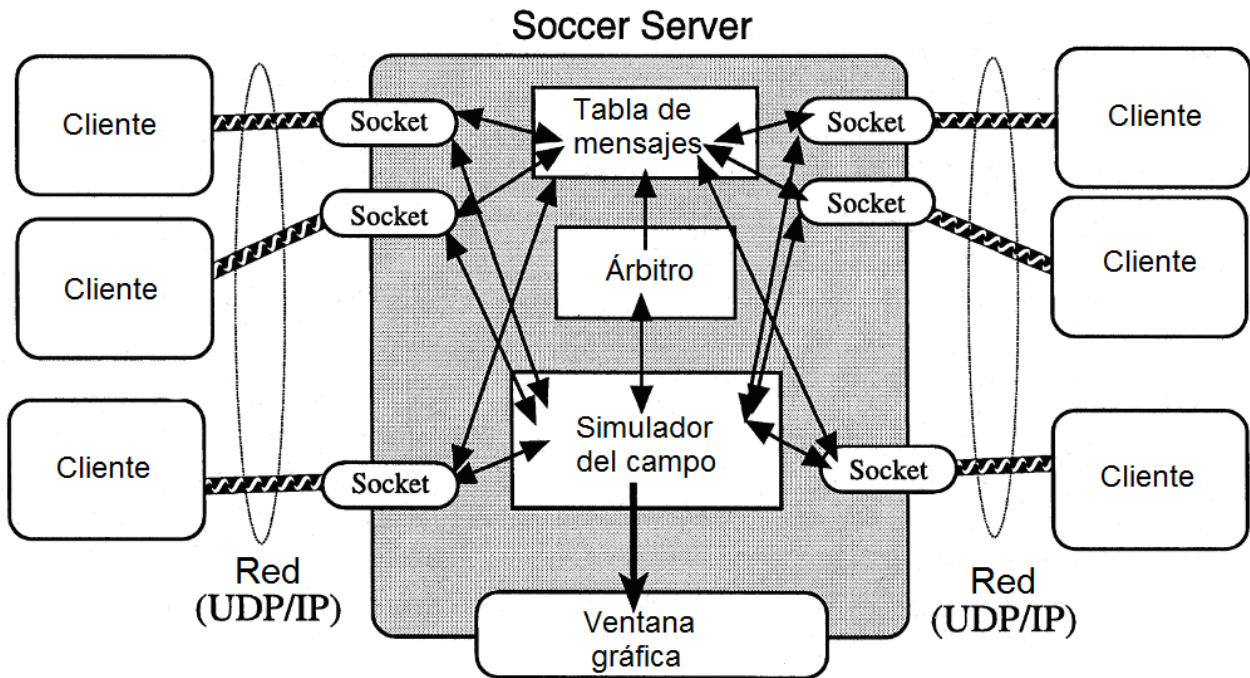 Soccer Server
Cliente
Socket
Tabla de
mensajes
Socket
Cliente
Cliente
Socket
Socket
Cliente
Árbitro
Cliente
Socket
Simulador
del campo
Socket
Cliente
Red
(UDP/IP)
Red
(UDP/IP)
Ventana
gráfica